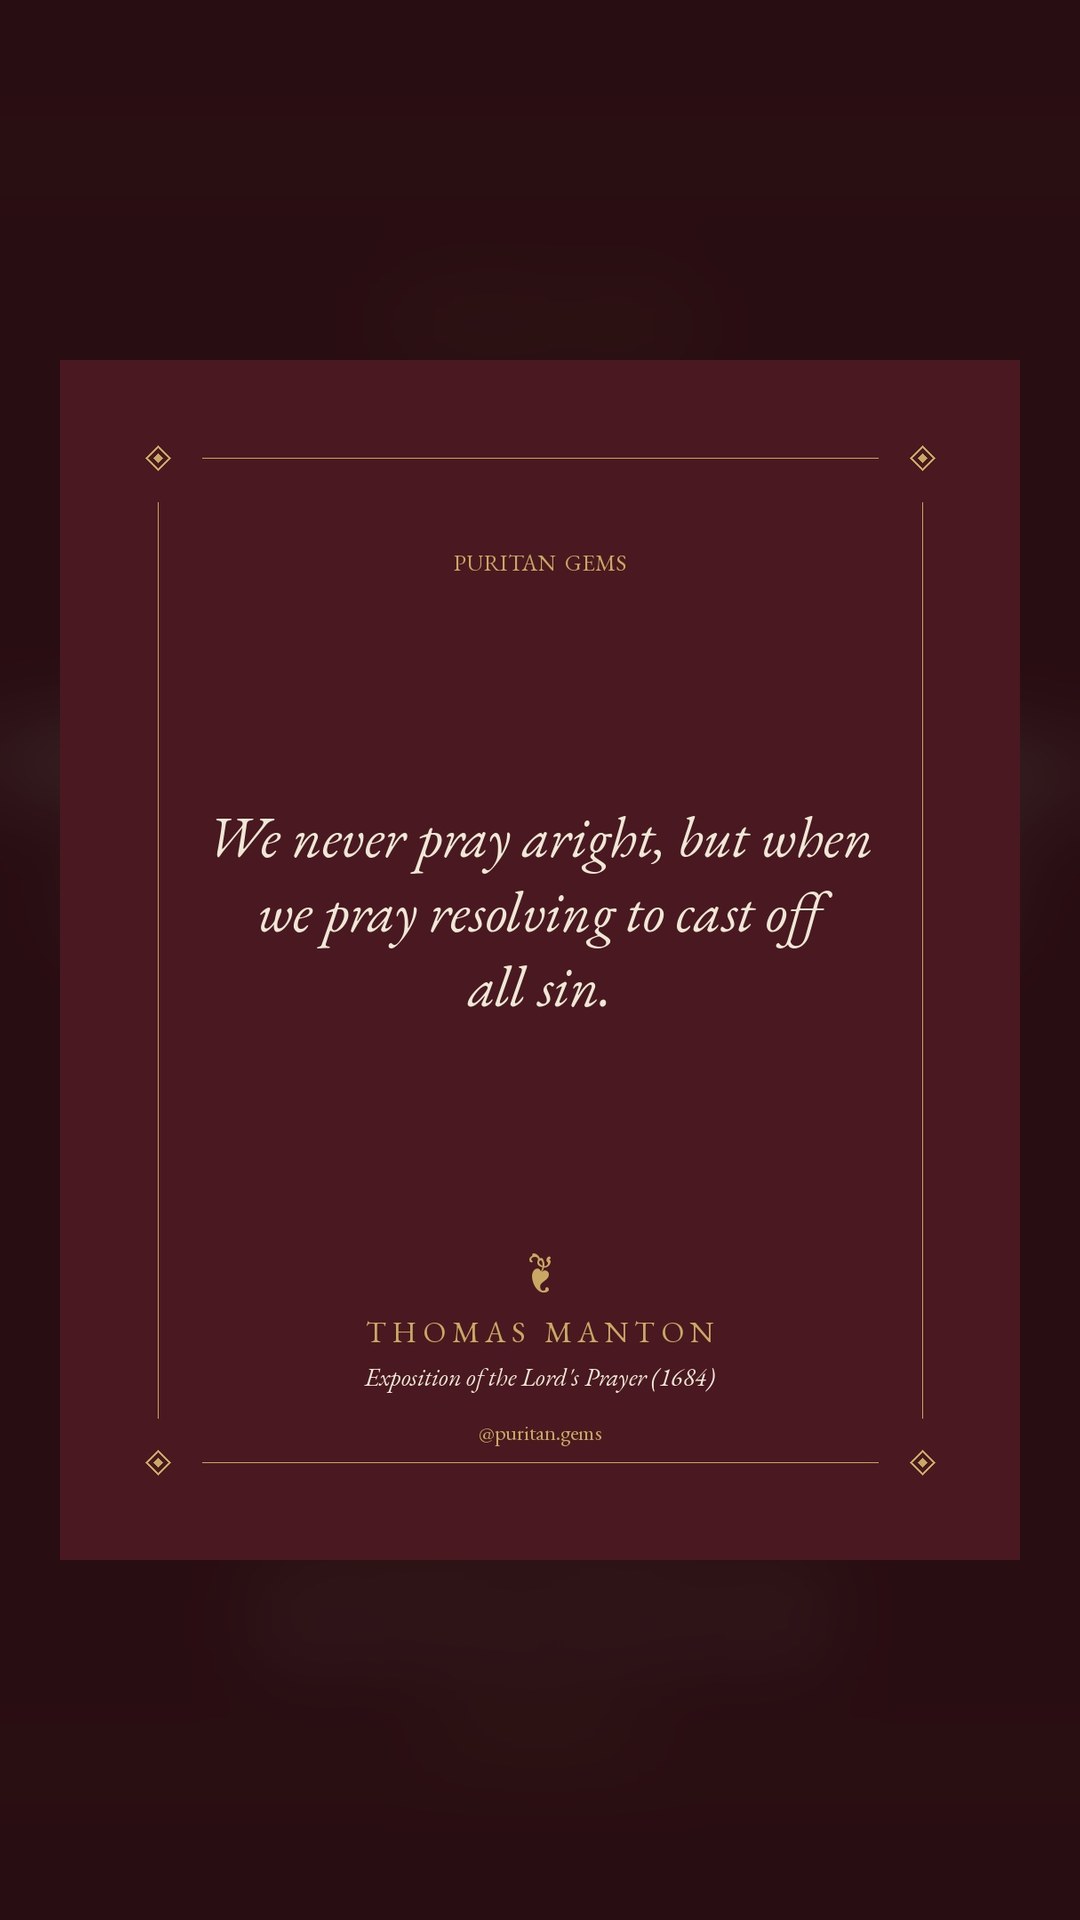 PURITAN GEMS
We never pray aright, but when
we pray resolving to cast off
all sin.
THOMAS MANTON
Exposition of the Lord's Prayer (1684)
@puritan.gems